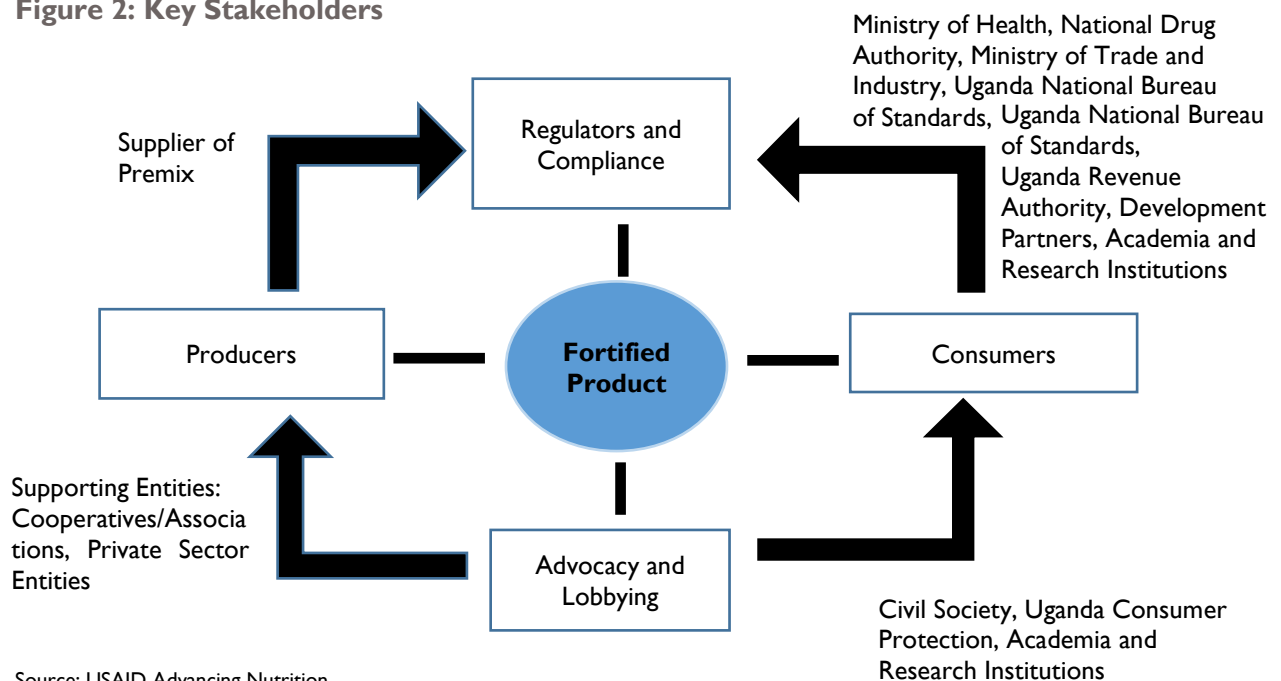 Figure 2: Key Stakeholders
Ministry of Health, National Drug
Authority, Ministry of Trade and
Industry, Uganda National Bureau
of Standards,
Uganda National Bureau
of Standards,
Uganda Revenue
Authority, Development
Partners, Academia and
Research Institutions
Supplier of
Premix
Regulators and
Compliance
Producers
Fortified
Product
Consumers
Supporting Entities:
Cooperatives/Associa
tions, Private Sector
Entities
Advocacy and
Lobbying
Civil Society, Uganda Consumer
Protection, Academia and
Research Institutions
Source: USAID Advancing Nutrition